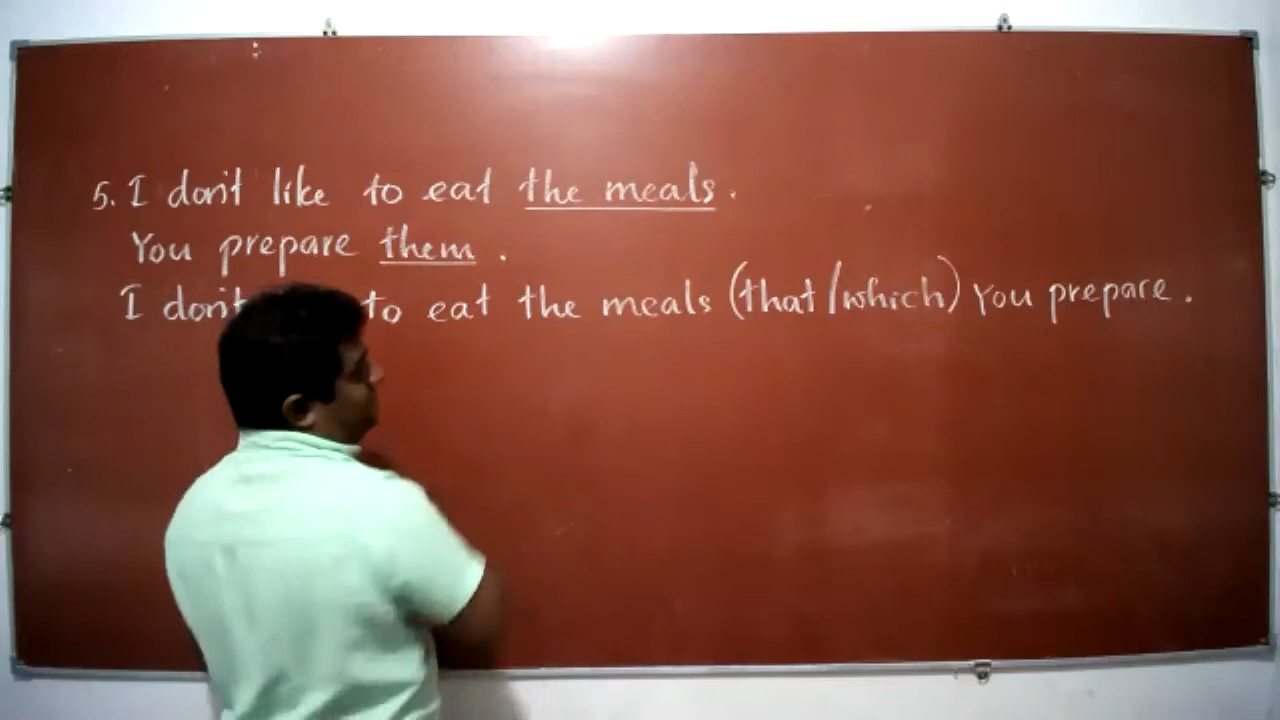 5. I don't like to eat the meals.
You prepare them.
I don't to eat the meals (that/which) You prepare.